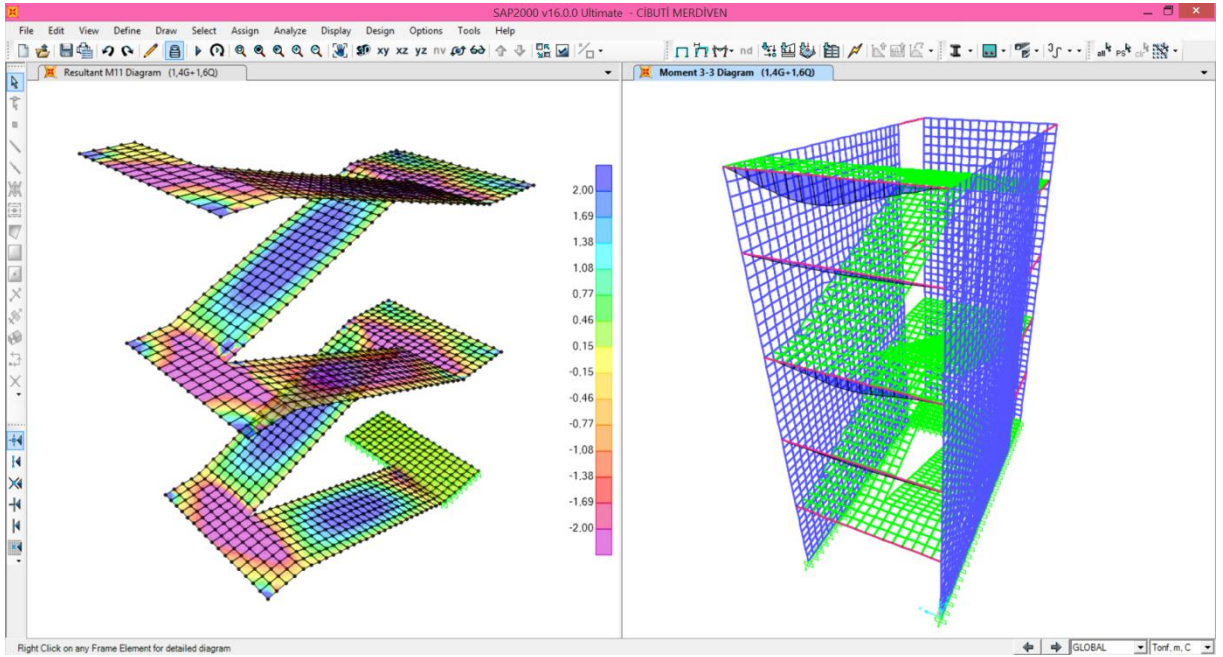 SAP2000 v16.0.0 Ultimate - CİBUTİ MERDİVEN
File Edit View Define Draw Select Assign Analyze Display Design Options Tools Help
xy xz yz nv nd all PS clr
Resultant M11 Diagram (1,4G+1,6Q)
Moment 3-3 Diagram (1,4G+1,6Q)
2.00
1.69
1.38
1.08
0.77
0.46
0.15
-0.15
-0.46
-0.77
-1.08
-1.38
-1.69
-2.00
Right Click on any Frame Element for detailed diagram
GLOBAL
Tonf, m, C